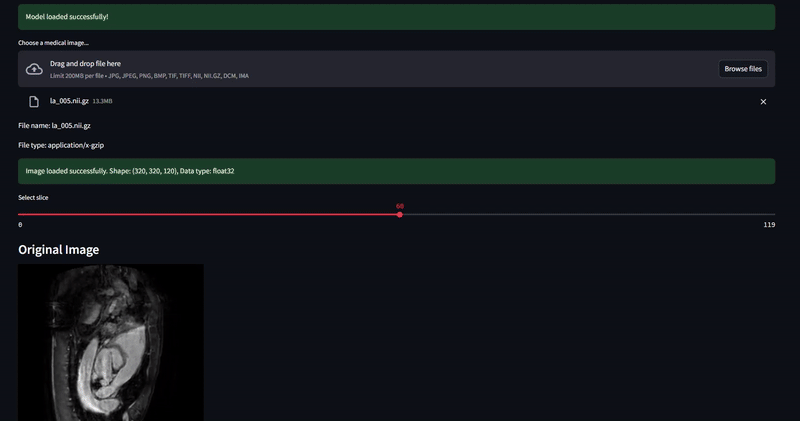 Model loaded successfully!
Choose a medical image...
Drag and drop file here
Limit 200MB per file • JPG, JPEG, PNG, BMP, TIF, TIFF, NII, NII.GZ, DCM, IMA
Browse files
la_005.nii.gz 13.3MB
File name: la_005.nii.gz
File type: application/x-gzip
Image loaded successfully. Shape: (320, 320, 120), Data type: float32
Select slice
60
0 119
Original Image